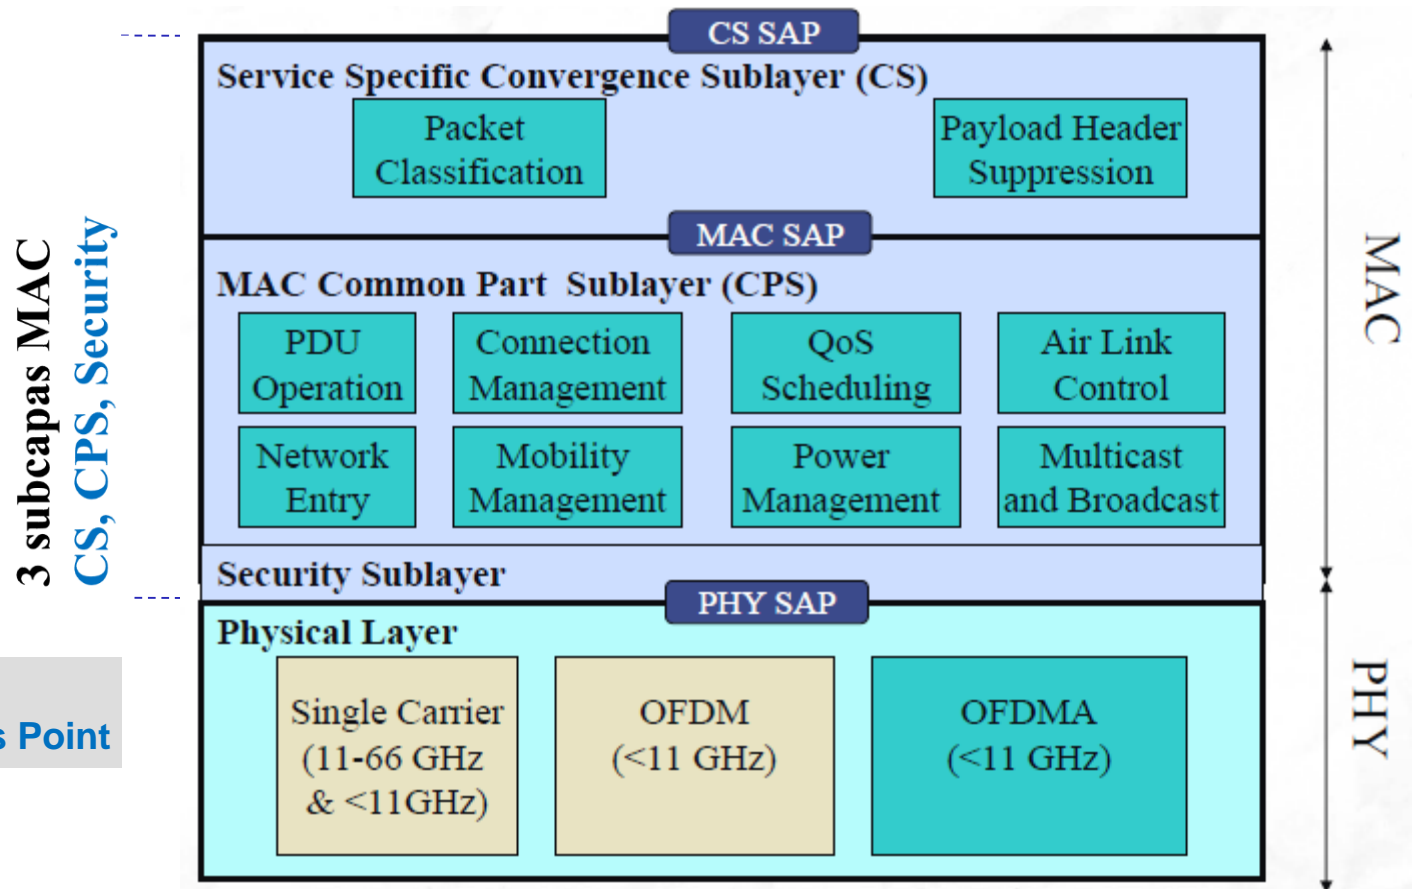 CS SAP
Service Specific Convergence Sublayer (CS)
Packet
Classification
Payload Header
Suppression
MAC SAP
MAC Common Part  Sublayer (CPS)
PDU
Operation
Connection
Management
QoS
Scheduling
Air Link
Control
Network
Entry
Mobility
Management
Power
Management
Multicast
and Broadcast
Security Sublayer
PHY SAP
Physical Layer
Single Carrier
(11-66 GHz
& <11GHz)
OFDM
(<11 GHz)
OFDMA
(<11 GHz)
3 subcapas MAC
CS, CPS, Security
s Point
MAC
PHY